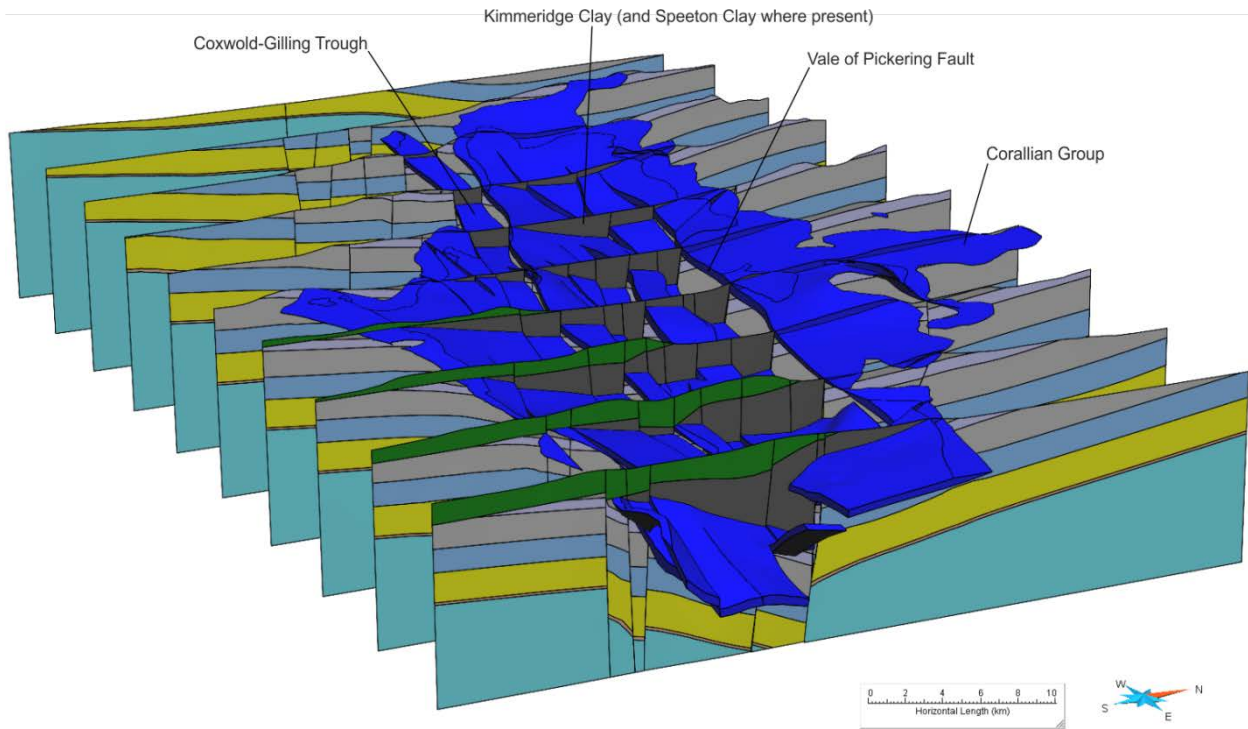 Kimmeridge Clay (and Speeton Clay where present)
Coxwold-Gilling Trough
Vale of Pickering Fault
Corallian Group
0 2 4 6 8 10
Horizontal Length (km)
W
N
S
E